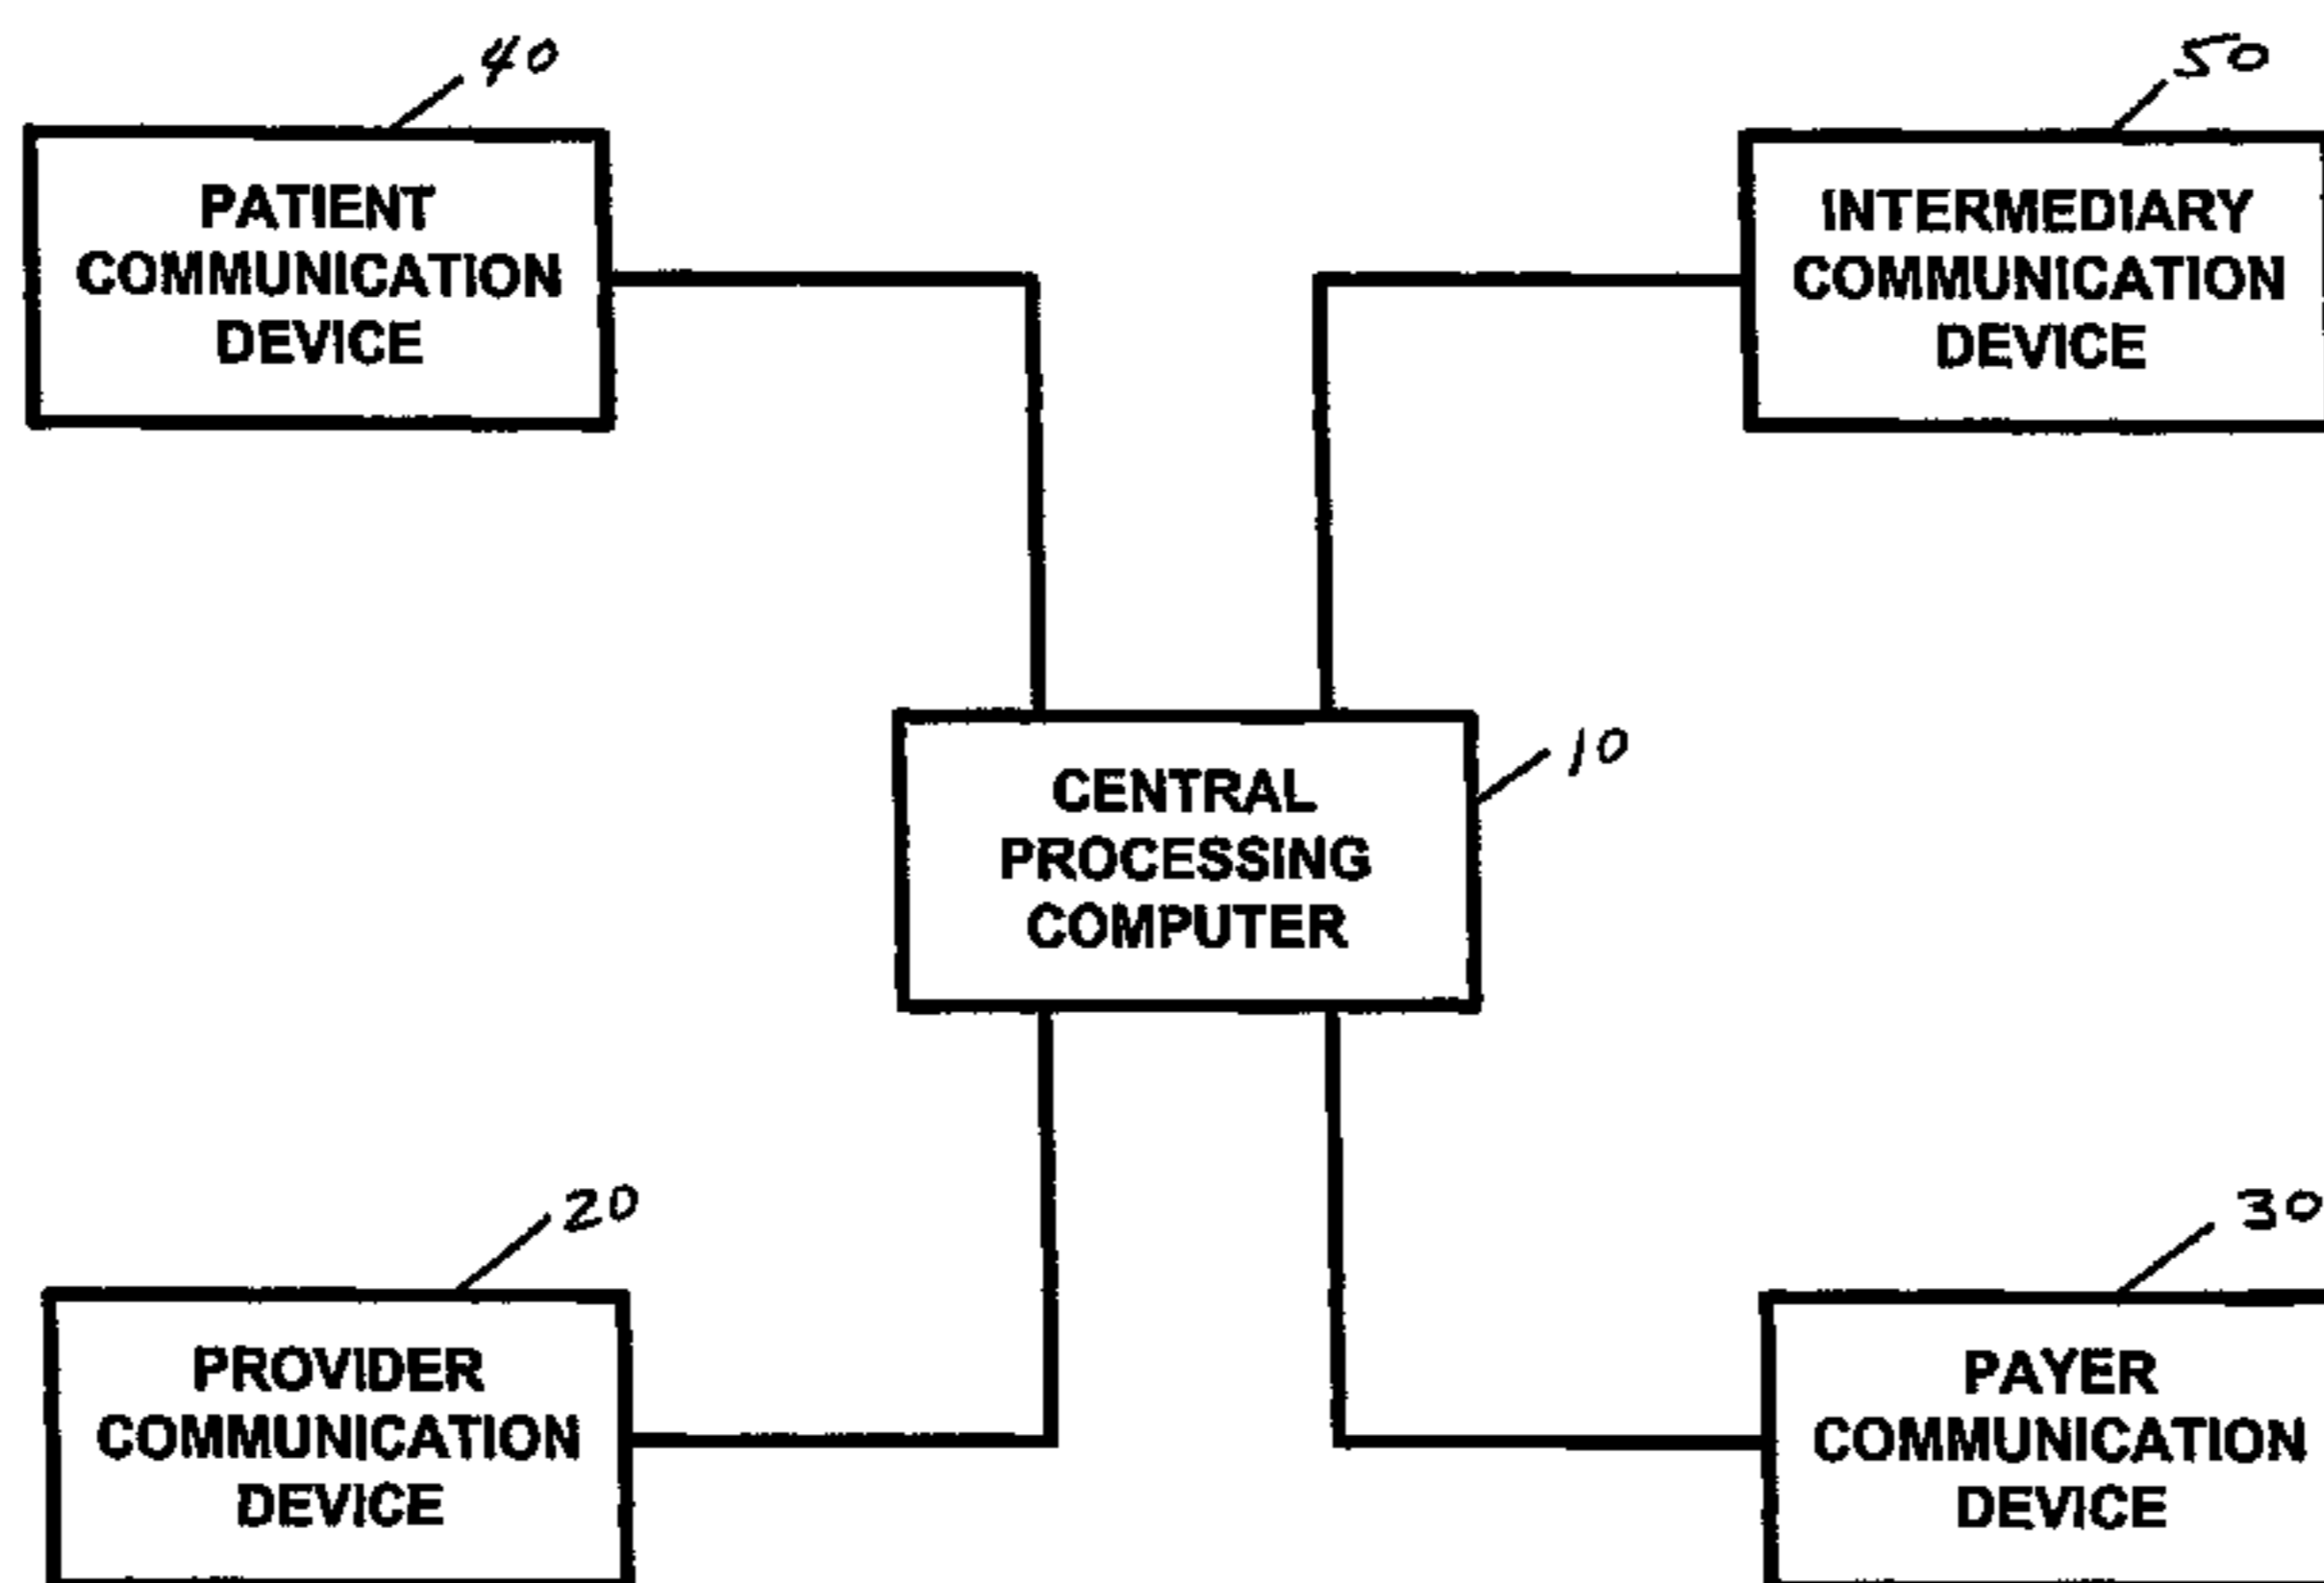 40
50
PATIENT
COMMUNICATION
DEVICE
INTERMEDIARY
COMMUNICATION
DEVICE
10
CENTRAL
PROCESSING
COMPUTER
20
30
PROVIDER
COMMUNICATION
DEVICE
PAYER
COMMUNICATION
DEVICE